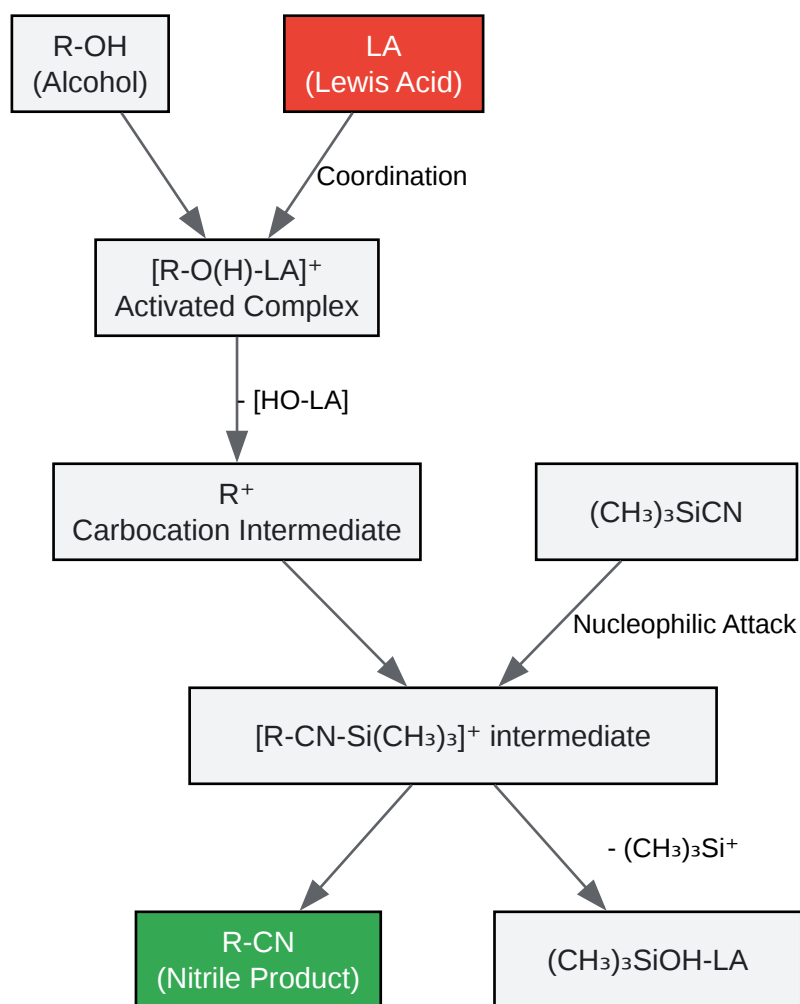 R-OH
(Alcohol)
LA
(Lewis Acid)
Coordination
[R-O(H)-LA]⁺
Activated Complex
- [HO-LA]
R⁺
Carbocation Intermediate
(CH₃)₃SiCN
Nucleophilic Attack
[R-CN-Si(CH₃)₃]⁺ intermediate
- (CH₃)₃Si⁺
R-CN
(Nitrile Product)
(CH₃)₃SiOH-LA